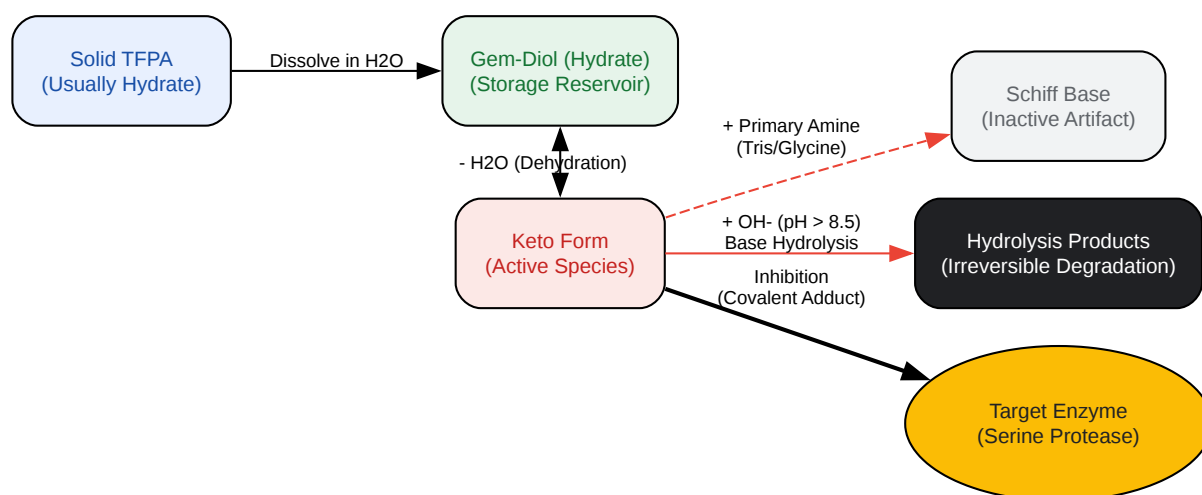 Solid TFPA
(Usually Hydrate)
Dissolve in H2O
Gem-Diol (Hydrate)
(Storage Reservoir)
- H2O (Dehydration)
Keto Form
(Active Species)
+ Primary Amine
(Tris/Glycine)
Schiff Base
(Inactive Artifact)
+ OH- (pH > 8.5)
Base Hydrolysis
Hydrolysis Products
(Irreversible Degradation)
Inhibition
(Covalent Adduct)
Target Enzyme
(Serine Protease)